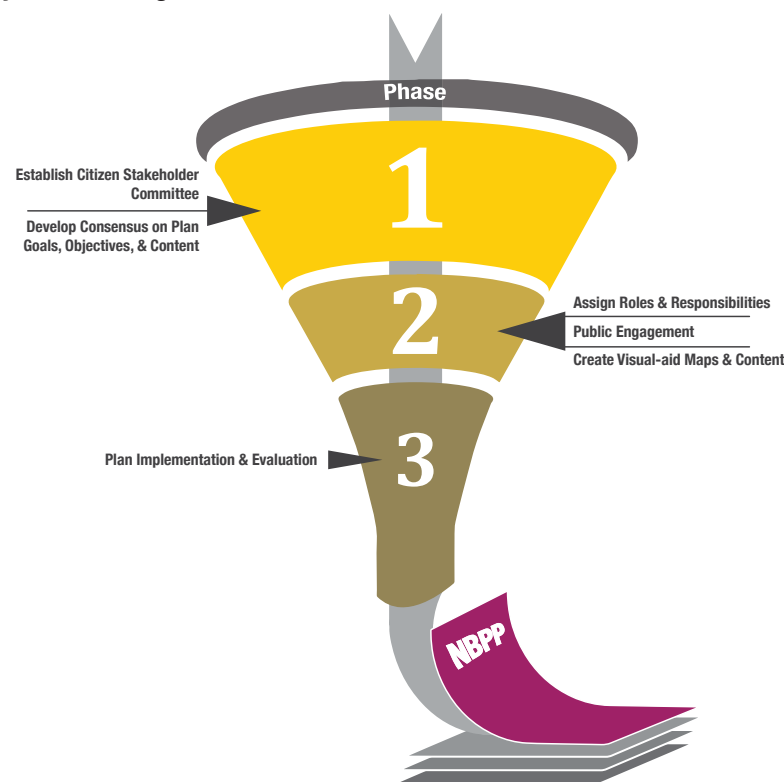 Phase
1
Establish Citizen Stakeholder
Committee
Develop Consensus on Plan
Goals, Objectives, & Content
2
Assign Roles & Responsibilities
Public Engagement
Create Visual-aid Maps & Content
3
Plan Implementation & Evaluation
NBPP